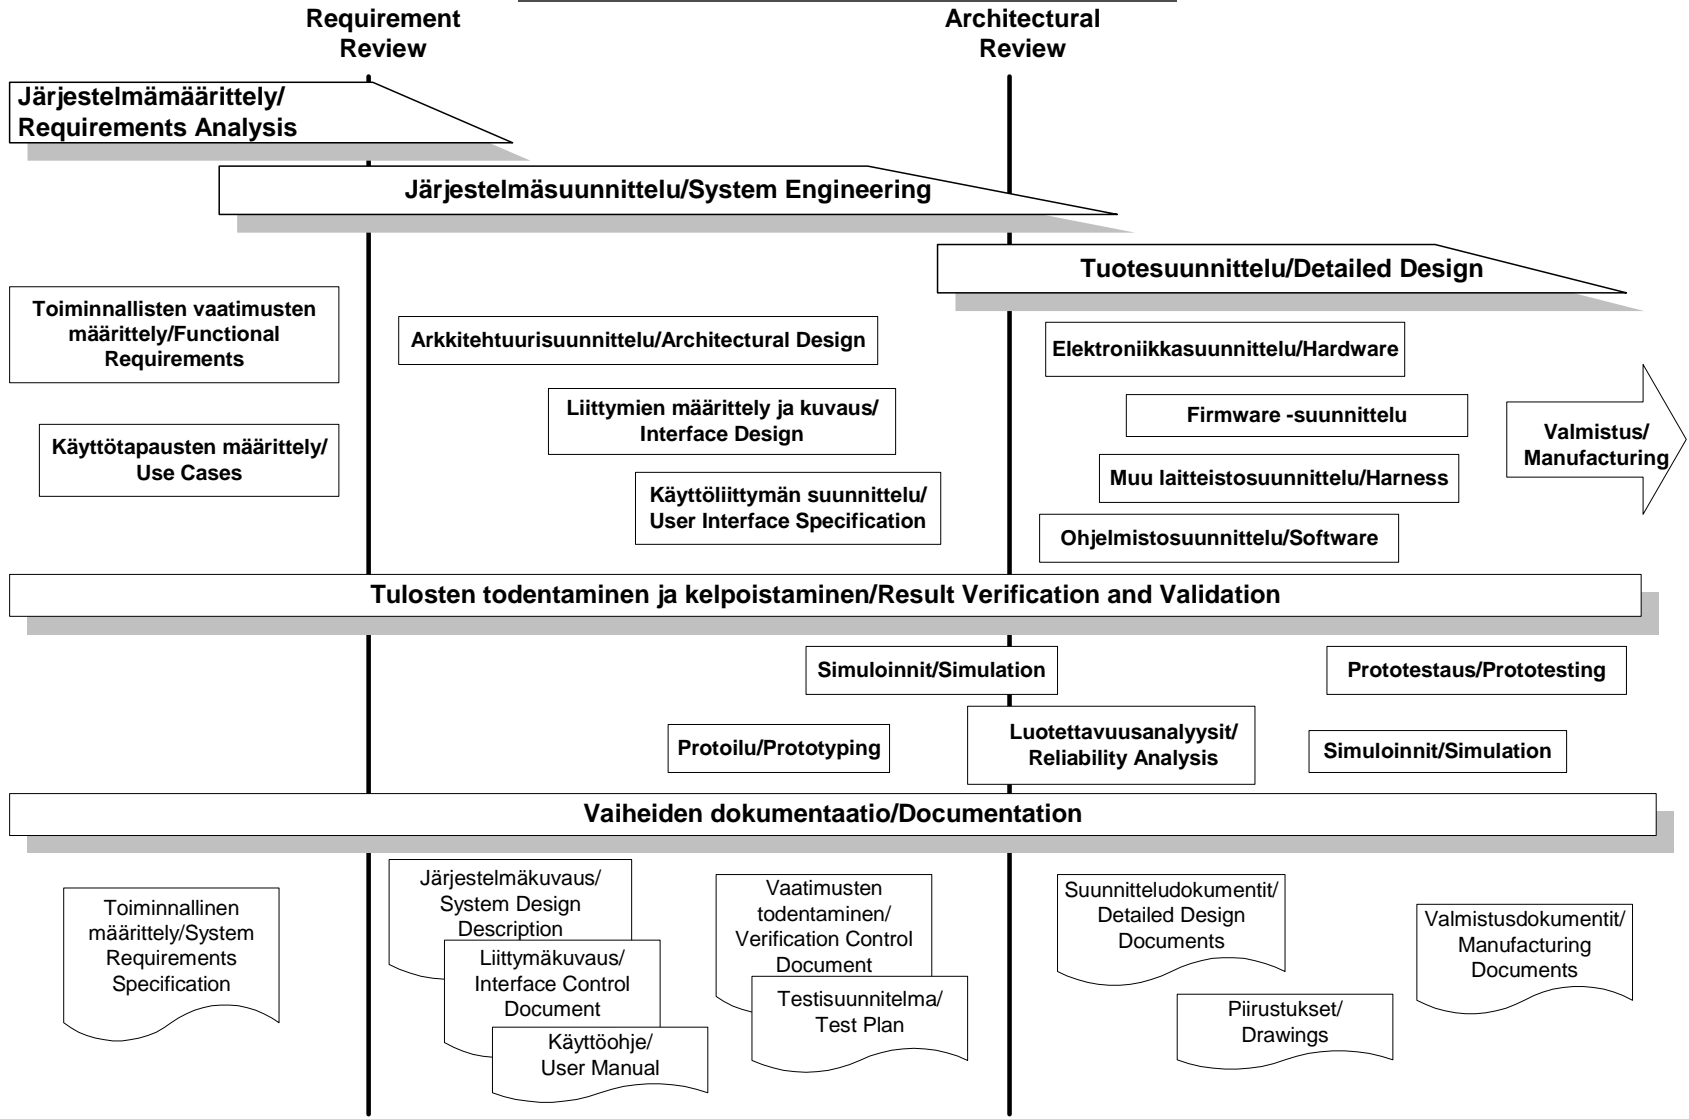 Requirement
Review
Architectural
Review
Järjestelmämäärittely/
Requirements Analysis
Järjestelmäsuunnittelu/System Engineering
Tuotesuunnittelu/Detailed Design
Toiminnallisten vaatimusten
määrittely/Functional
Requirements
Käyttötapausten määrittely/
Use Cases
Arkkitehtuurisuunnittelu/Architectural Design
Liittymien määrittely ja kuvaus/
Interface Design
Käyttöliittymän suunnittelu/
User Interface Specification
Elektroniikkasuunnittelu/Hardware
Firmware -suunnittelu
Muu laitteistosuunnittelu/Harness
Ohjelmistosuunnittelu/Software
Valmistus/
Manufacturing
Tulosten todentaminen ja kelpoistaminen/Result Verification and Validation
Simuloinnit/Simulation
Prototestaus/Prototesting
Protoilu/Prototyping
Luotettavuusanalyysit/
Reliability Analysis
Simuloinnit/Simulation
Vaiheiden dokumentaatio/Documentation
Toiminnallinen
määrittely/System
Requirements
Specification
Järjestelmäkuvaus/
System Design
Description
Liittymäkuvaus/
Interface Control
Document
Käyttöohje/
User Manual
Vaatimusten
todentaminen/
Verification Control
Document
Testisuunnitelma/
Test Plan
Suunnitteludokumentit/
Detailed Design
Documents
Piirustukset/
Drawings
Valmistusdokumentit/
Manufacturing
Documents